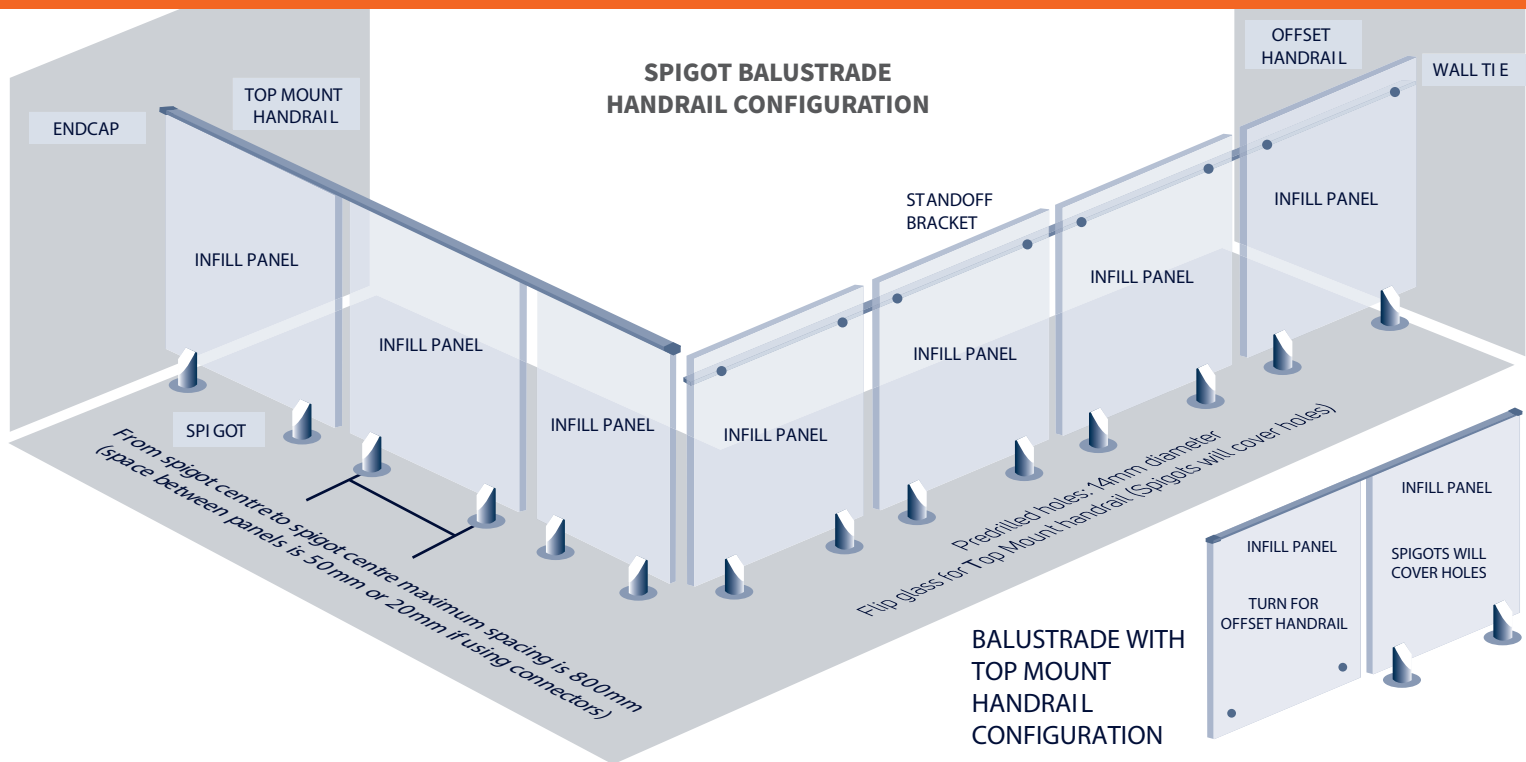 SPIGOT BALUSTRADE
HANDRAIL CONFIGURATION
ENDCAP
TOP MOUNT
HANDRAIL
OFFSET
HANDRAIL
WALL TIE
STANDOFF
BRACKET
INFILL PANEL
INFILL PANEL
INFILL PANEL
INFILL PANEL
INFILL PANEL
INFILL PANEL
INFILL PANEL
SPIGOT
From spigot centre to spigot centre maximum spacing is 800mm
(space between panels is 50mm or 20mm if using connectors)
Predrilled holes: 14mm diameter
Flip glass for Top Mount handrail (Spigots will cover holes)
BALUSTRADE WITH
TOP MOUNT
HANDRAIL
CONFIGURATION
INFILL PANEL
TURN FOR
OFFSET HANDRAIL
INFILL PANEL
SPIGOTS WILL
COVER HOLES